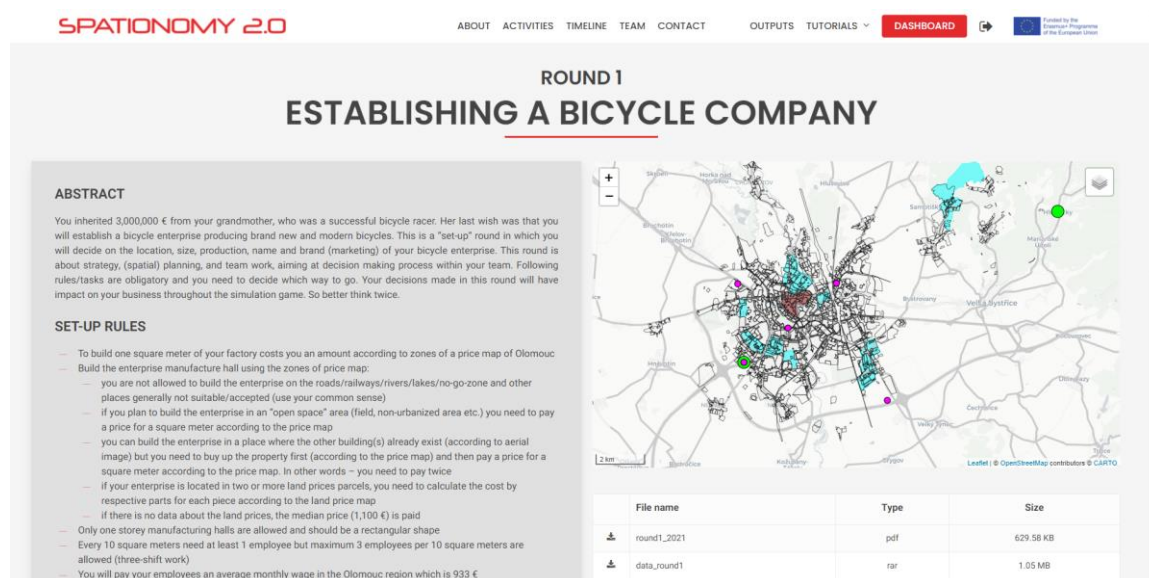 SPATIONOMY 2.0
ABOUT ACTIVITIES TIMELINE TEAM CONTACT OUTPUTS TUTORIALS DASHBOARD
Funded by the
Erasmus+ Programme
of the European Union
ROUND 1
ESTABLISHING A BICYCLE COMPANY
ABSTRACT
You inherited 3,000,000 € from your grandmother, who was a successful bicycle racer. Her last wish was that you
will establish a bicycle enterprise producing brand new and modern bicycles. This is a "set-up" round in which you
will decide on the location, size, production, name and brand (marketing) of your bicycle enterprise. This round is
about strategy, (spatial) planning, and team work, aiming at decision making process within your team. Following
rules/tasks are obligatory and you need to decide which way to go. Your decisions made in this round will have
impact on your business throughout the simulation game. So better think twice.
SET-UP RULES
— To build one square meter of your factory costs you an amount according to zones of a price map of Olomouc
— Build the enterprise manufacture hall using the zones of price map:
— you are not allowed to build the enterprise on the roads/railways/rivers/lakes/no-go-zone and other
places generally not suitable/accepted (use your common sense)
— if you plan to build the enterprise in an "open space" area (field, non-urbanized area etc.) you need to pay
a price for a square meter according to the price map
— you can build the enterprise in a place where the other building(s) already exist (according to aerial
image) but you need to buy up the property first (according to the price map) and then pay a price for a
square meter according to the price map. In other words – you need to pay twice
— if your enterprise is located in two or more land prices parcels, you need to calculate the cost by
respective parts for each piece according to the land price map
— if there is no data about the land prices, the median price (1,100 €) is paid
— Only one storey manufacturing halls are allowed and should be a rectangular shape
— Every 10 square meters need at least 1 employee but maximum 3 employees per 10 square meters are
allowed (three-shift work)
— You will pay your employees an average monthly wage in the Olomouc region which is 933 €
+
−
Bystrovany
Velká Bystřice
2 km
Leaflet | © OpenStreetMap contributors © CARTO
File name Type Size
round1_2021 pdf 629.58 KB
data_round1 rar 1.05 MB